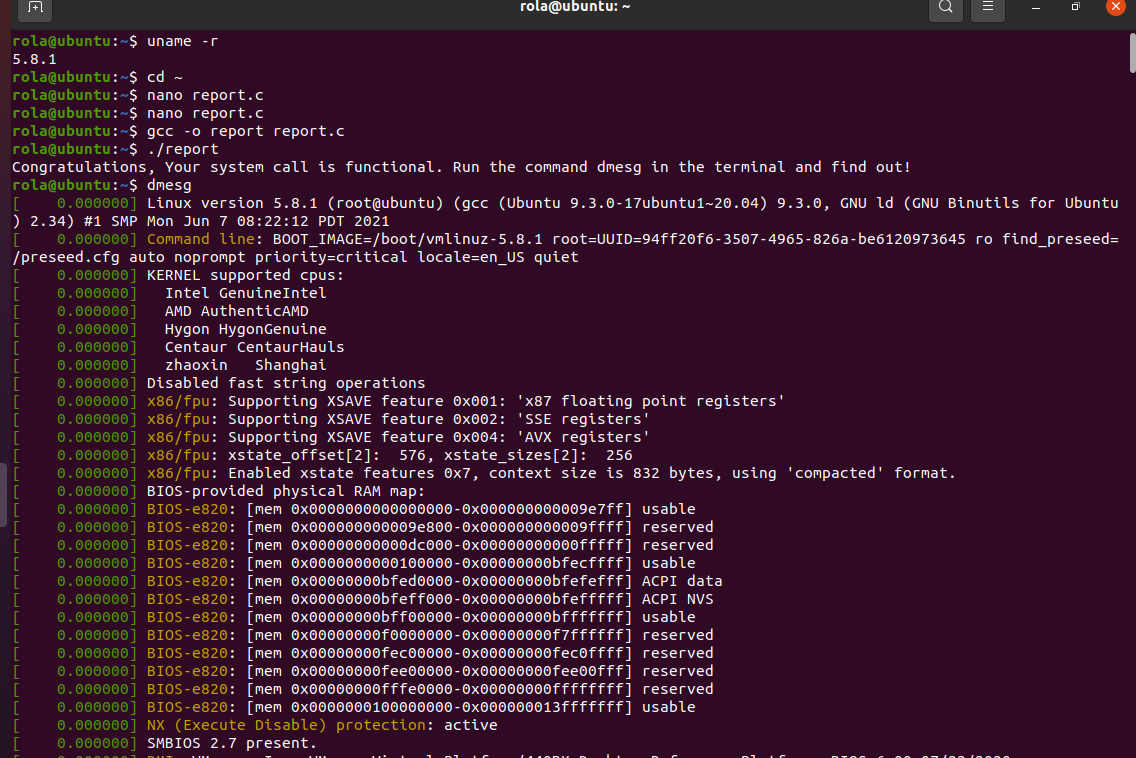 rola@ubuntu: ~
rola@ubuntu:~$ uname -r
5.8.1
rola@ubuntu:~$ cd ~
rola@ubuntu:~$ nano report.c
rola@ubuntu:~$ nano report.c
rola@ubuntu:~$ gcc -o report report.c
rola@ubuntu:~$ ./report
Congratulations, Your system call is functional. Run the command dmesg in the terminal and find out!
rola@ubuntu:~$ dmesg
[    0.000000] Linux version 5.8.1 (root@ubuntu) (gcc (Ubuntu 9.3.0-17ubuntu1~20.04) 9.3.0, GNU ld (GNU Binutils for Ubuntu
) 2.34) #1 SMP Mon Jun 7 08:22:12 PDT 2021
[    0.000000] Command line: BOOT_IMAGE=/boot/vmlinuz-5.8.1 root=UUID=94ff20f6-3507-4965-826a-be6120973645 ro find_preseed=
/preseed.cfg auto noprompt priority=critical locale=en_US quiet
[    0.000000] KERNEL supported cpus:
[    0.000000]   Intel GenuineIntel
[    0.000000]   AMD AuthenticAMD
[    0.000000]   Hygon HygonGenuine
[    0.000000]   Centaur CentaurHauls
[    0.000000]   zhaoxin   Shanghai
[    0.000000] Disabled fast string operations
[    0.000000] x86/fpu: Supporting XSAVE feature 0x001: 'x87 floating point registers'
[    0.000000] x86/fpu: Supporting XSAVE feature 0x002: 'SSE registers'
[    0.000000] x86/fpu: Supporting XSAVE feature 0x004: 'AVX registers'
[    0.000000] x86/fpu: xstate_offset[2]:  576, xstate_sizes[2]:  256
[    0.000000] x86/fpu: Enabled xstate features 0x7, context size is 832 bytes, using 'compacted' format.
[    0.000000] BIOS-provided physical RAM map:
[    0.000000] BIOS-e820: [mem 0x0000000000000000-0x000000000009e7ff] usable
[    0.000000] BIOS-e820: [mem 0x000000000009e800-0x000000000009ffff] reserved
[    0.000000] BIOS-e820: [mem 0x00000000000dc000-0x00000000000fffff] reserved
[    0.000000] BIOS-e820: [mem 0x0000000000100000-0x00000000bfecffff] usable
[    0.000000] BIOS-e820: [mem 0x00000000bfed0000-0x00000000bfefefff] ACPI data
[    0.000000] BIOS-e820: [mem 0x00000000bfeff000-0x00000000bfefffff] ACPI NVS
[    0.000000] BIOS-e820: [mem 0x00000000bff00000-0x00000000bfffffff] usable
[    0.000000] BIOS-e820: [mem 0x00000000f0000000-0x00000000f7ffffff] reserved
[    0.000000] BIOS-e820: [mem 0x00000000fec00000-0x00000000fec0ffff] reserved
[    0.000000] BIOS-e820: [mem 0x00000000fee00000-0x00000000fee00fff] reserved
[    0.000000] BIOS-e820: [mem 0x00000000fffe0000-0x00000000ffffffff] reserved
[    0.000000] BIOS-e820: [mem 0x0000000100000000-0x000000013fffffff] usable
[    0.000000] NX (Execute Disable) protection: active
[    0.000000] SMBIOS 2.7 present.